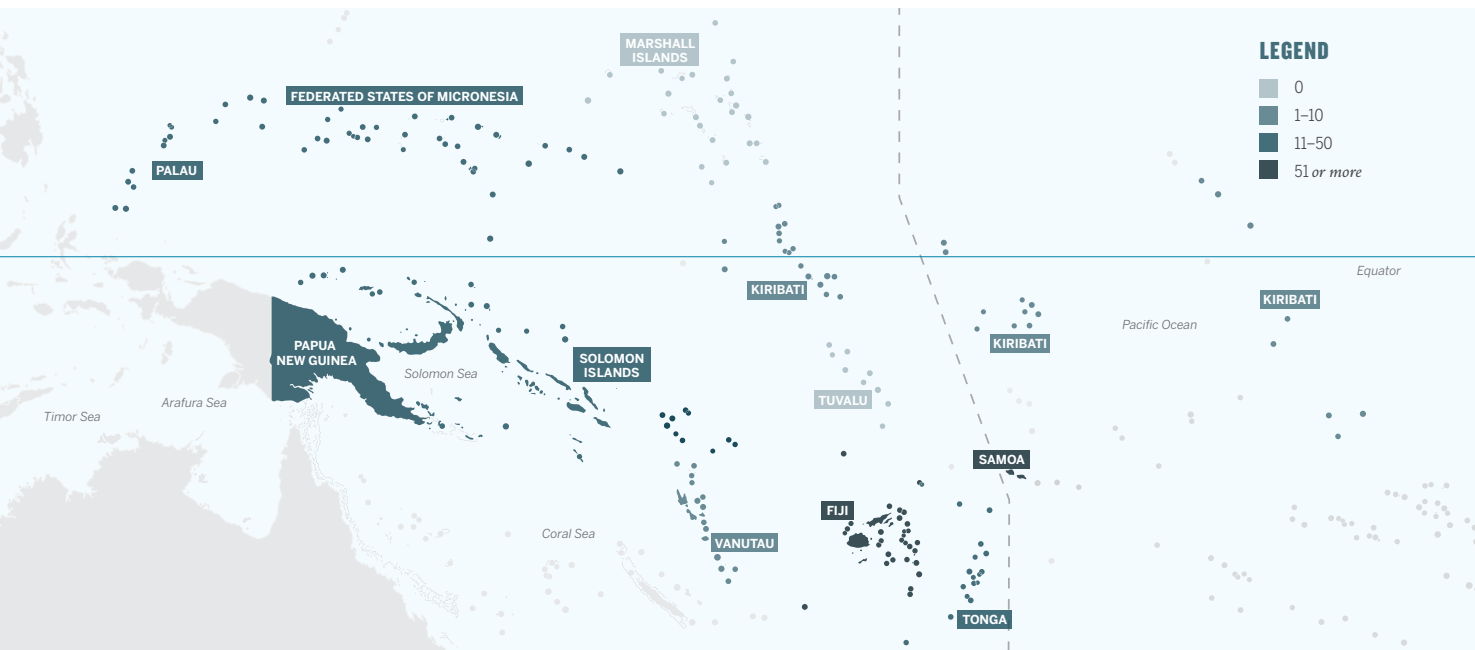 MARSHALL
ISLANDS
LEGEND
0
1–10
11–50
51 or more
FEDERATED STATES OF MICRONESIA
PALAU
Equator
KIRIBATI
KIRIBATI
Pacific Ocean
KIRIBATI
PAPUA
NEW GUINEA
SOLOMON
ISLANDS
Solomon Sea
Arafura Sea
Timor Sea
TUVALU
SAMOA
FIJI
Coral Sea
VANUTAU
TONGA